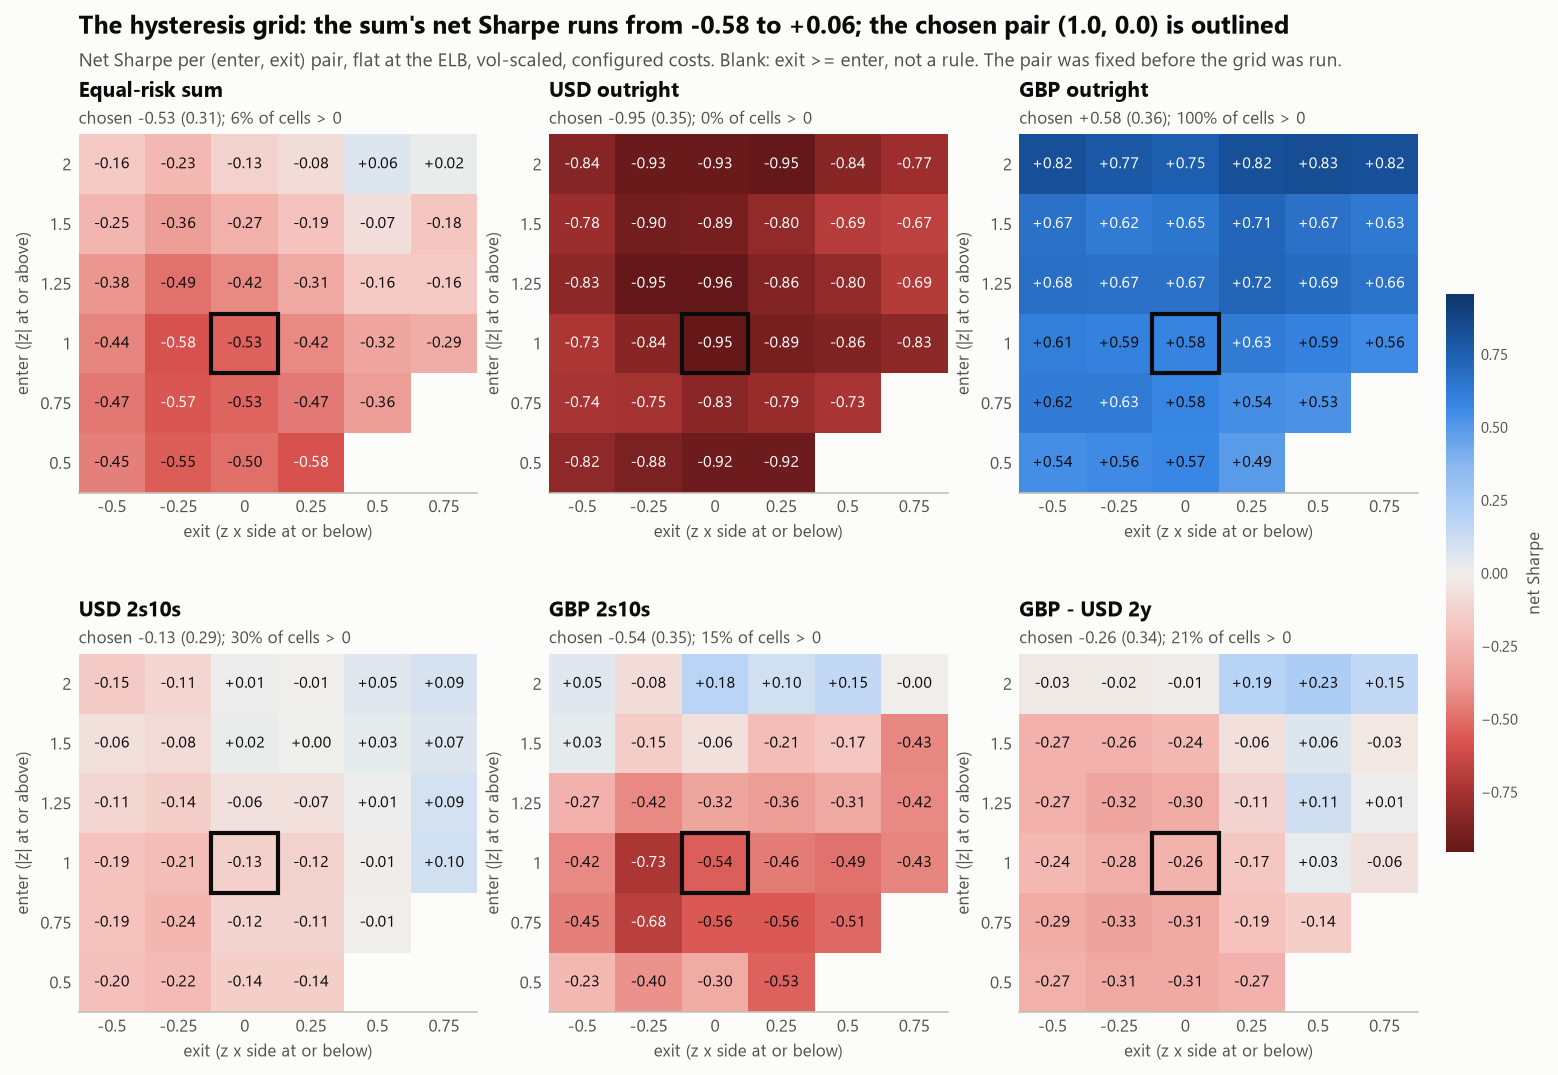 The hysteresis grid: the sum's net Sharpe runs from -0.58 to +0.06; the chosen pair (1.0, 0.0) is outlined
Net Sharpe per (enter, exit) pair, flat at the ELB, vol-scaled, configured costs. Blank: exit >= enter, not a rule. The pair was fixed before the grid was run.
Equal-risk sum
chosen -0.53 (0.31); 6% of cells > 0
enter (|z| at or above)
2 -0.16 -0.23 -0.13 -0.08 +0.06 +0.02
1.5 -0.25 -0.36 -0.27 -0.19 -0.07 -0.18
1.25 -0.38 -0.49 -0.42 -0.31 -0.16 -0.16
1 -0.44 -0.58 -0.53 -0.42 -0.32 -0.29
0.75 -0.47 -0.57 -0.53 -0.47 -0.36
0.5 -0.45 -0.55 -0.50 -0.58
-0.5 -0.25 0 0.25 0.5 0.75
exit (z x side at or below)
USD outright
chosen -0.95 (0.35); 0% of cells > 0
enter (|z| at or above)
2 -0.84 -0.93 -0.93 -0.95 -0.84 -0.77
1.5 -0.78 -0.90 -0.89 -0.80 -0.69 -0.67
1.25 -0.83 -0.95 -0.96 -0.86 -0.80 -0.69
1 -0.73 -0.84 -0.95 -0.89 -0.86 -0.83
0.75 -0.74 -0.75 -0.83 -0.79 -0.73
0.5 -0.82 -0.88 -0.92 -0.92
-0.5 -0.25 0 0.25 0.5 0.75
exit (z x side at or below)
GBP outright
chosen +0.58 (0.36); 100% of cells > 0
enter (|z| at or above)
2 +0.82 +0.77 +0.75 +0.82 +0.83 +0.82
1.5 +0.67 +0.62 +0.65 +0.71 +0.67 +0.63
1.25 +0.68 +0.67 +0.67 +0.72 +0.69 +0.66
1 +0.61 +0.59 +0.58 +0.63 +0.59 +0.56
0.75 +0.62 +0.63 +0.58 +0.54 +0.53
0.5 +0.54 +0.56 +0.57 +0.49
-0.5 -0.25 0 0.25 0.5 0.75
exit (z x side at or below)
USD 2s10s
chosen -0.13 (0.29); 30% of cells > 0
enter (|z| at or above)
2 -0.15 -0.11 +0.01 -0.01 +0.05 +0.09
1.5 -0.06 -0.08 +0.02 +0.00 +0.03 +0.07
1.25 -0.11 -0.14 -0.06 -0.07 +0.01 +0.09
1 -0.19 -0.21 -0.13 -0.12 -0.01 +0.10
0.75 -0.19 -0.24 -0.12 -0.11 -0.01
0.5 -0.20 -0.22 -0.14 -0.14
-0.5 -0.25 0 0.25 0.5 0.75
exit (z x side at or below)
GBP 2s10s
chosen -0.54 (0.35); 15% of cells > 0
enter (|z| at or above)
2 +0.05 -0.08 +0.18 +0.10 +0.15 -0.00
1.5 +0.03 -0.15 -0.06 -0.21 -0.17 -0.43
1.25 -0.27 -0.42 -0.32 -0.36 -0.31 -0.42
1 -0.42 -0.73 -0.54 -0.46 -0.49 -0.43
0.75 -0.45 -0.68 -0.56 -0.56 -0.51
0.5 -0.23 -0.40 -0.30 -0.53
-0.5 -0.25 0 0.25 0.5 0.75
exit (z x side at or below)
GBP - USD 2y
chosen -0.26 (0.34); 21% of cells > 0
enter (|z| at or above)
2 -0.03 -0.02 -0.01 +0.19 +0.23 +0.15
1.5 -0.27 -0.26 -0.24 -0.06 +0.06 -0.03
1.25 -0.27 -0.32 -0.30 -0.11 +0.11 +0.01
1 -0.24 -0.28 -0.26 -0.17 +0.03 -0.06
0.75 -0.29 -0.33 -0.31 -0.19 -0.14
0.5 -0.27 -0.31 -0.31 -0.27
-0.5 -0.25 0 0.25 0.5 0.75
exit (z x side at or below)
0.75
0.50
0.25
0.00
−0.25
−0.50
−0.75
net Sharpe